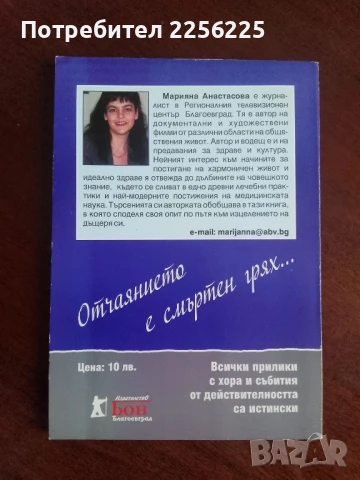 Потребител 2256236
Марияна Анастасова е журна-
лист в Регионалния телевизионен
център Благоевград. Тя е автор на
документални и художествени
филми от различни области на об-
ществения живот. Автор и водещ е и на
предавания за здраве и култура.
Нейният интерес към начините за
постигане на хармоничен живот и
идеално здраве я отвежда до дълбините на човешкото
знание, където се сливат в едно древни лечебни прак-
тики и най-модерните постижения на медицинската
наука. Търсенията си авторката обобщава в тази книга,
в която споделя своя опит по пътя към изцелението на
дъщеря си.
e-mail: marijanna@abv.bg
Отчаянието
е смъртен грях...
Цена: 10 лв.
Всички прилики
с хора и събития
от действителността
са истински
Издателство
Бон
Благоевград
BAZAR